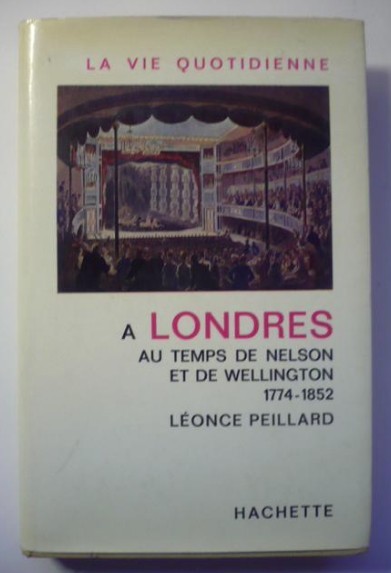 LA VIE QUOTIDIENNE
A LONDRES
AU TEMPS DE NELSON
ET DE WELLINGTON
1774-1852
LÉONCE PEILLARD
HACHETTE